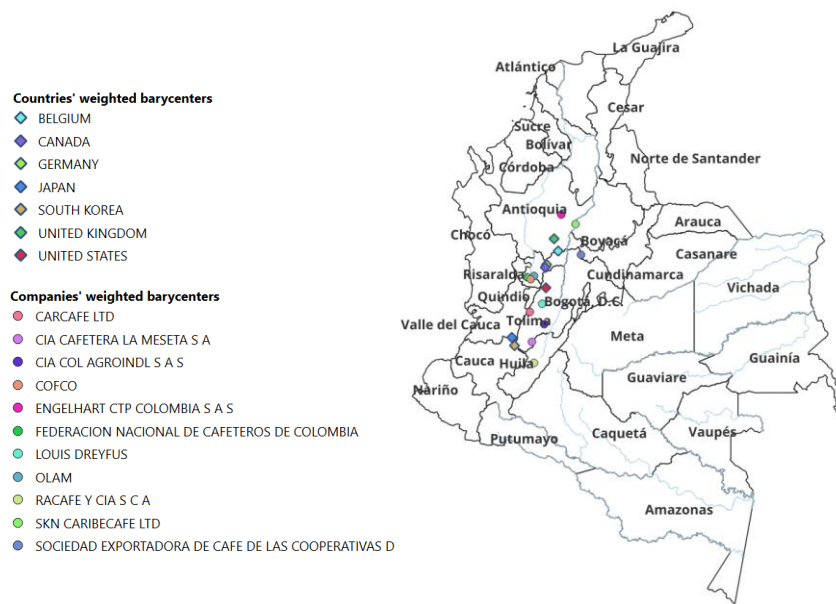 Countries' weighted barycenters
BELGIUM
CANADA
GERMANY
JAPAN
SOUTH KOREA
UNITED KINGDOM
UNITED STATES
Companies' weighted barycenters
CARCAFE LTD
CIA CAFETERA LA MESETA S A
CIA COL AGROINDL S A S
COFCO
ENGELHART CTP COLOMBIA S A S
FEDERACION NACIONAL DE CAFETEROS DE COLOMBIA
LOUIS DREYFUS
OLAM
RACAFE Y CIA S C A
SKN CARIBECAFE LTD
SOCIEDAD EXPORTADORA DE CAFE DE LAS COOPERATIVAS D
La Guajira
Atlántico
Cesar
Sucre
Bolívar
Norte de Santander
Córdoba
Antioquia
Arauca
Chocó
Boyacá
Casanare
Risaralda
Cundinamarca
Vichada
Quindío
Bogotá, D.C.
Tolima
Valle del Cauca
Meta
Guainía
Cauca
Huila
Guaviare
Nariño
Caquetá
Vaupés
Putumayo
Amazonas